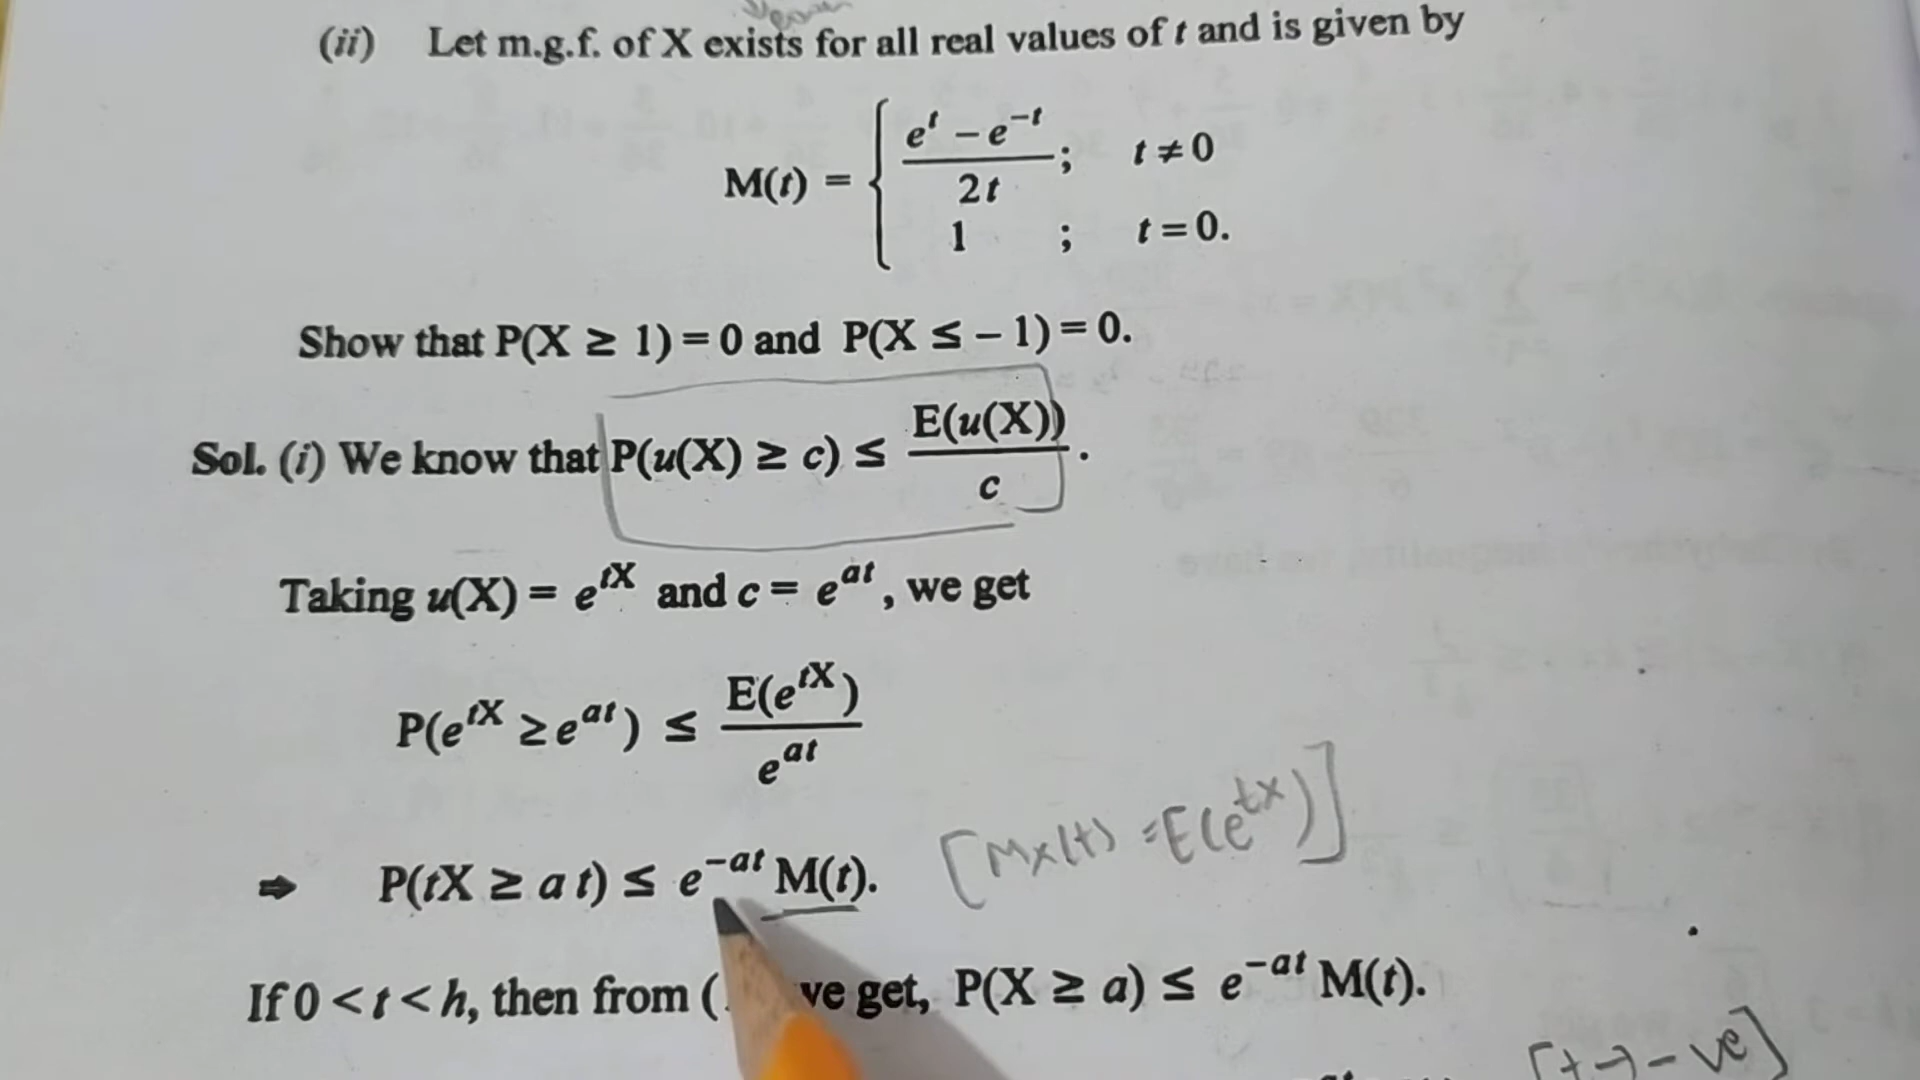 (ii) Let m.g.f. of X exists for all real values of t and is given by
M(t) = { (e^t − e^−t) / 2t ; t ≠ 0
1 ; t = 0.
Show that P(X ≥ 1) = 0 and P(X ≤ − 1) = 0.
Sol. (i) We know that P(u(X) ≥ c) ≤ E(u(X)) / c .
Taking u(X) = e^tX and c = e^at , we get
P(e^tX ≥ e^at) ≤ E(e^tX) / e^at
⇒ P(tX ≥ a t) ≤ e^−at M(t). [Mx(t) = E(e^tx)]
If 0 < t < h, then from ( ve get, P(X ≥ a) ≤ e^−at M(t).
[t → − ve]